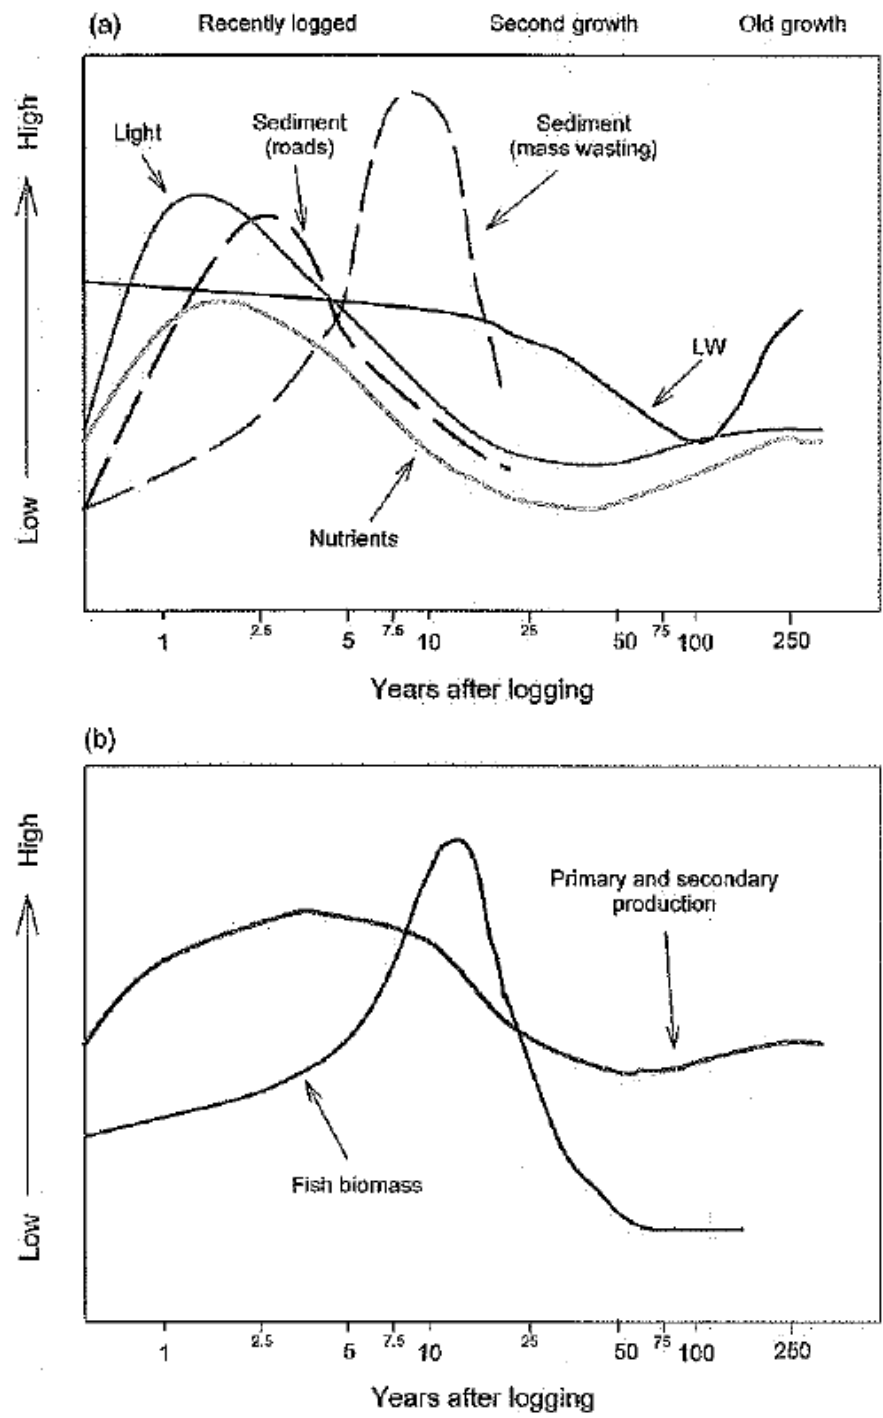 (a)
Recently logged
Second growth
Old growth
High
Low
Light
Sediment
(roads)
Sediment
(mass wasting)
LW
Nutrients
1
2.5
5
7.5
10
25
50
75
100
250
Years after logging
(b)
High
Low
Primary and secondary
production
Fish biomass
1
2.5
5
7.5
10
25
50
75
100
250
Years after logging